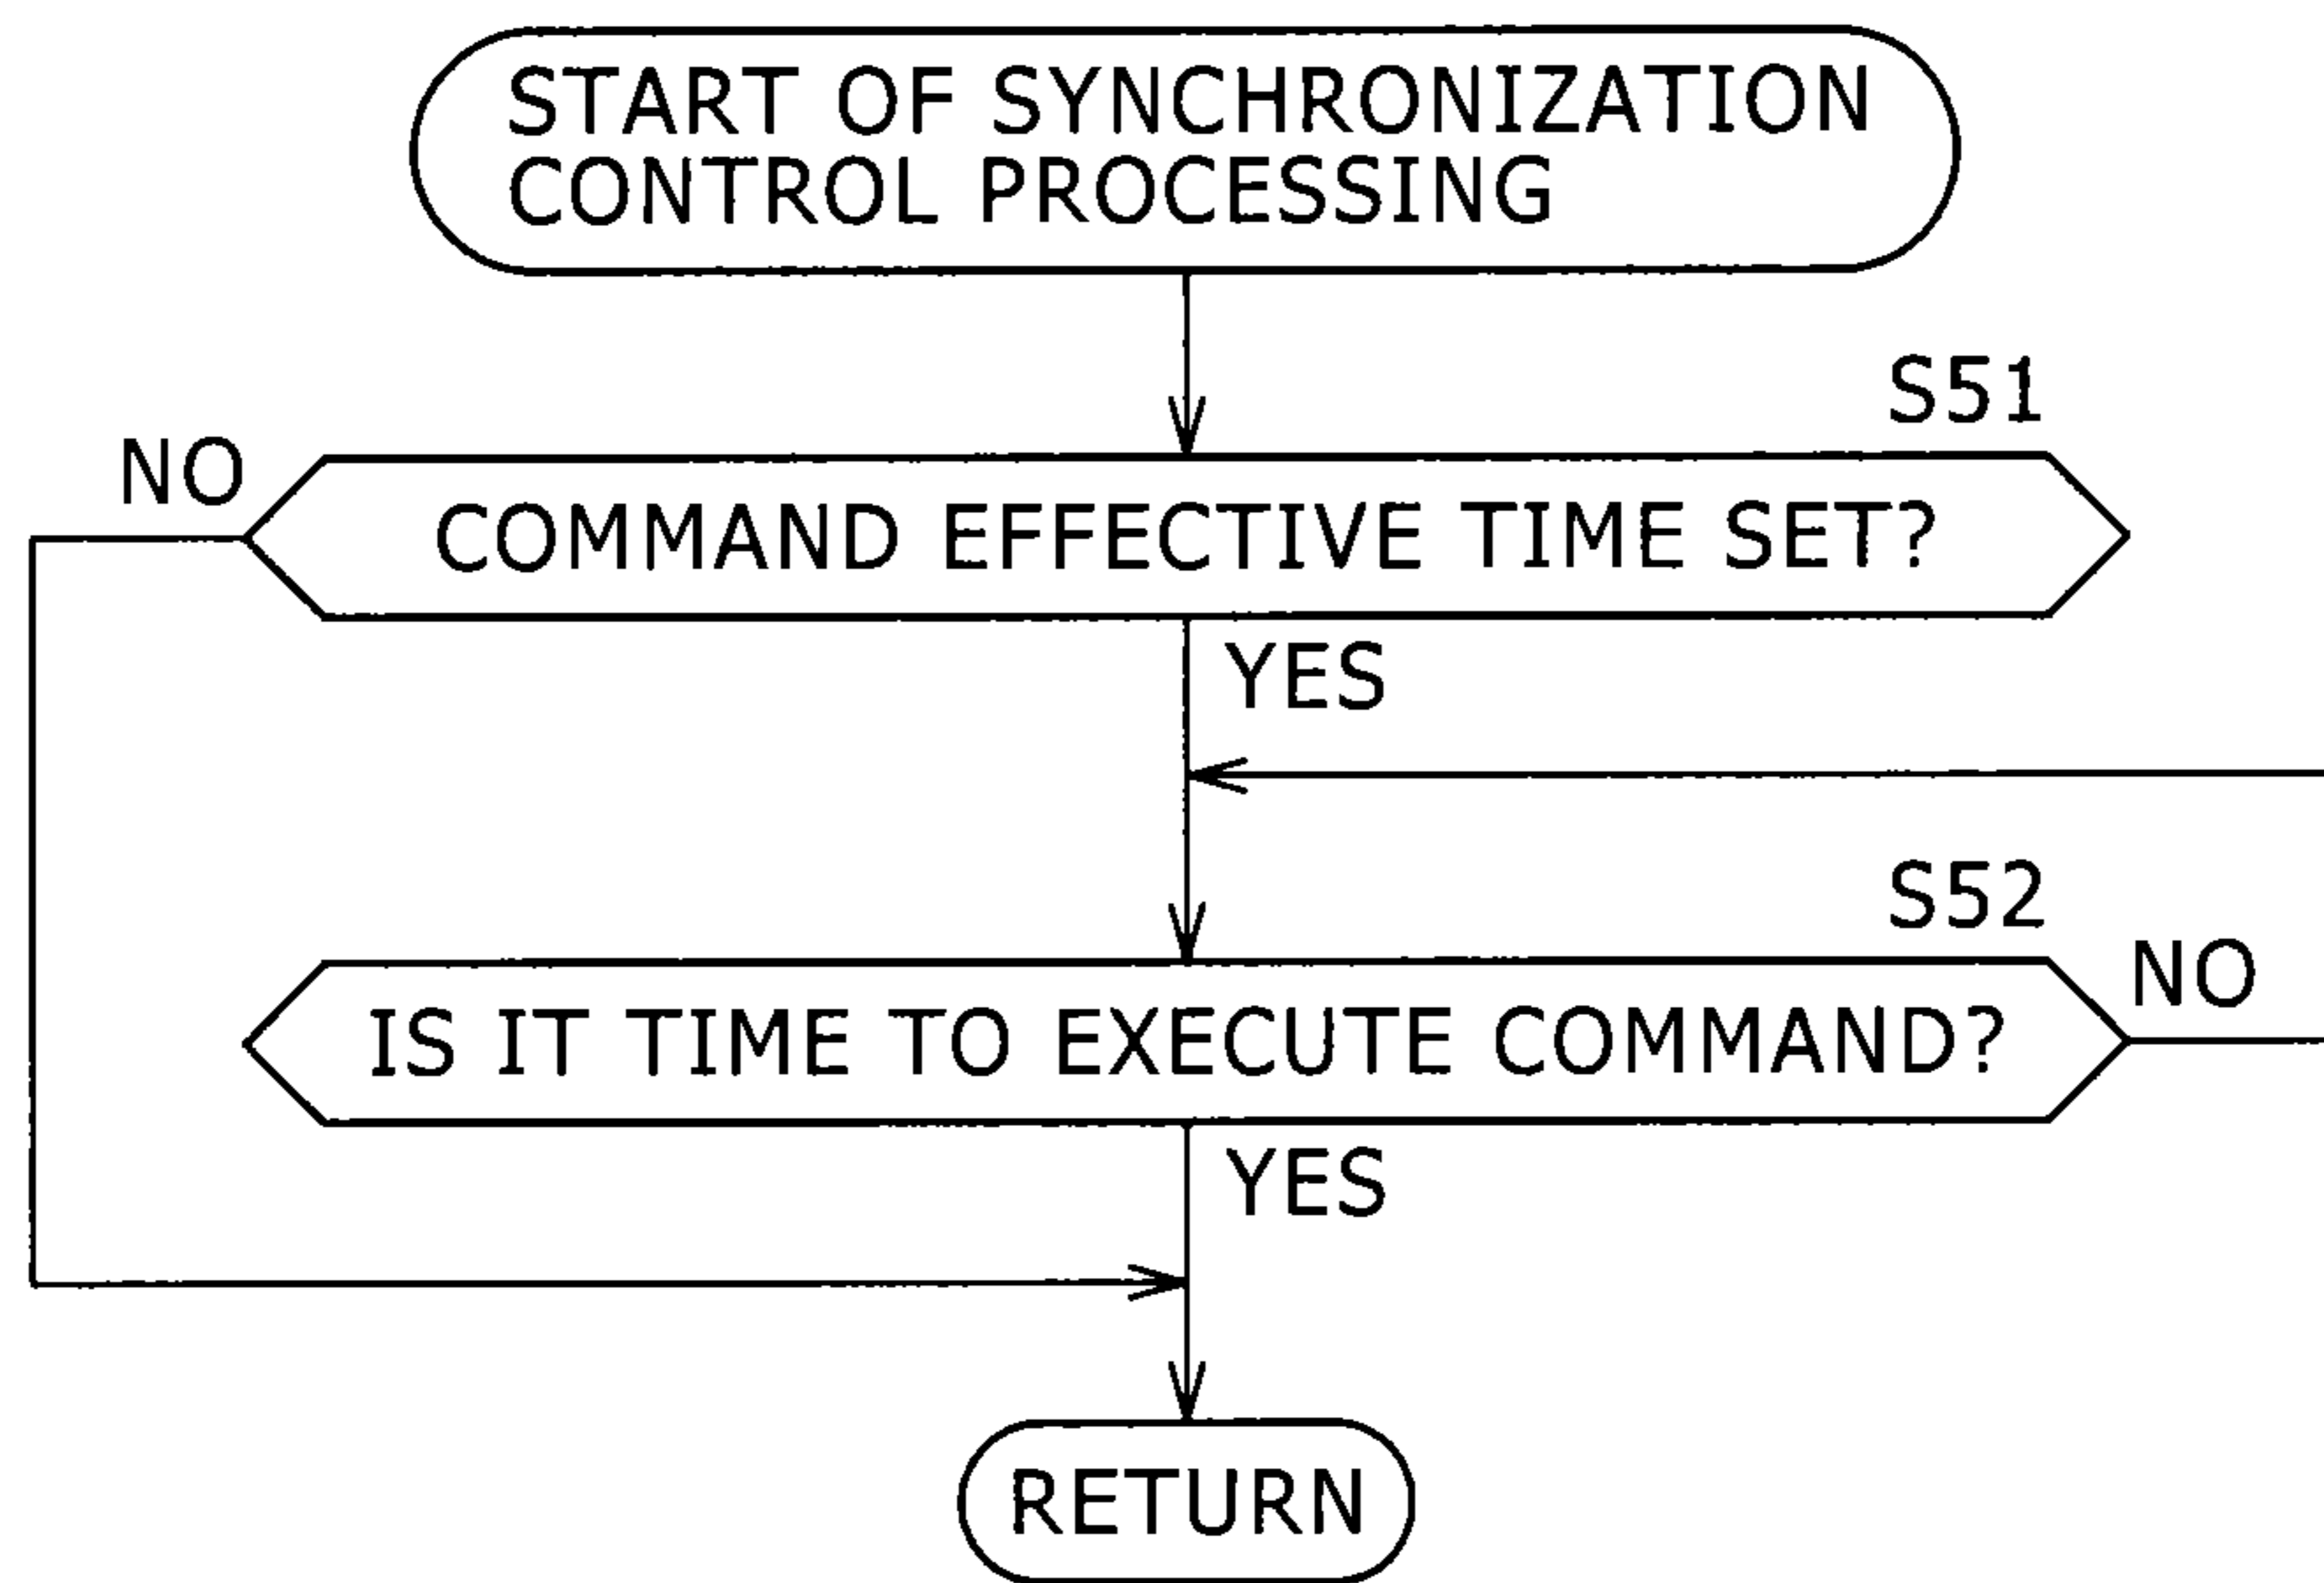 START OF SYNCHRONIZATION
CONTROL PROCESSING
S51
NO
COMMAND EFFECTIVE TIME SET?
YES
S52
NO
IS IT TIME TO EXECUTE COMMAND?
YES
RETURN